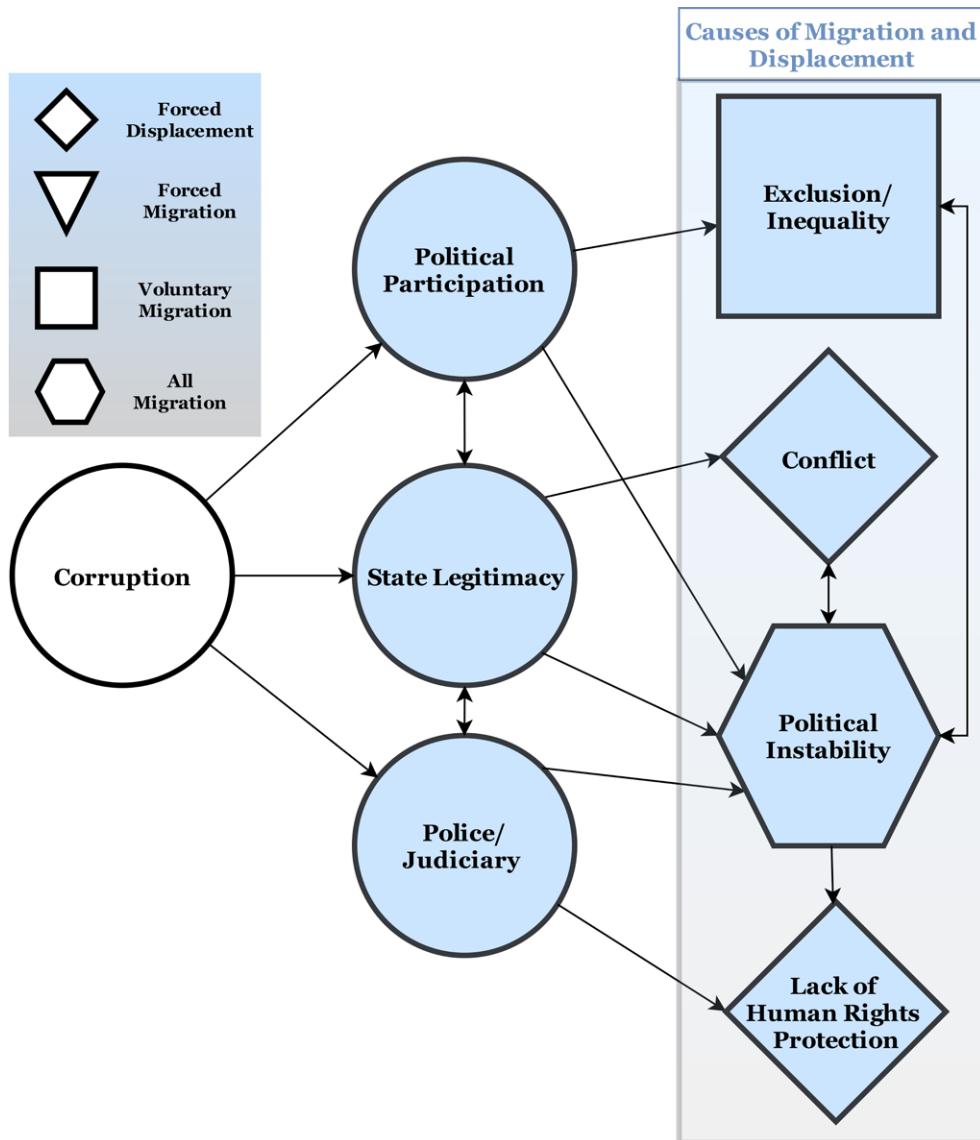 Causes of Migration and
Displacement
Forced
Displacement
Forced
Migration
Voluntary
Migration
All
Migration
Corruption
Political
Participation
State Legitimacy
Police/
Judiciary
Exclusion/
Inequality
Conflict
Political
Instability
Lack of
Human Rights
Protection